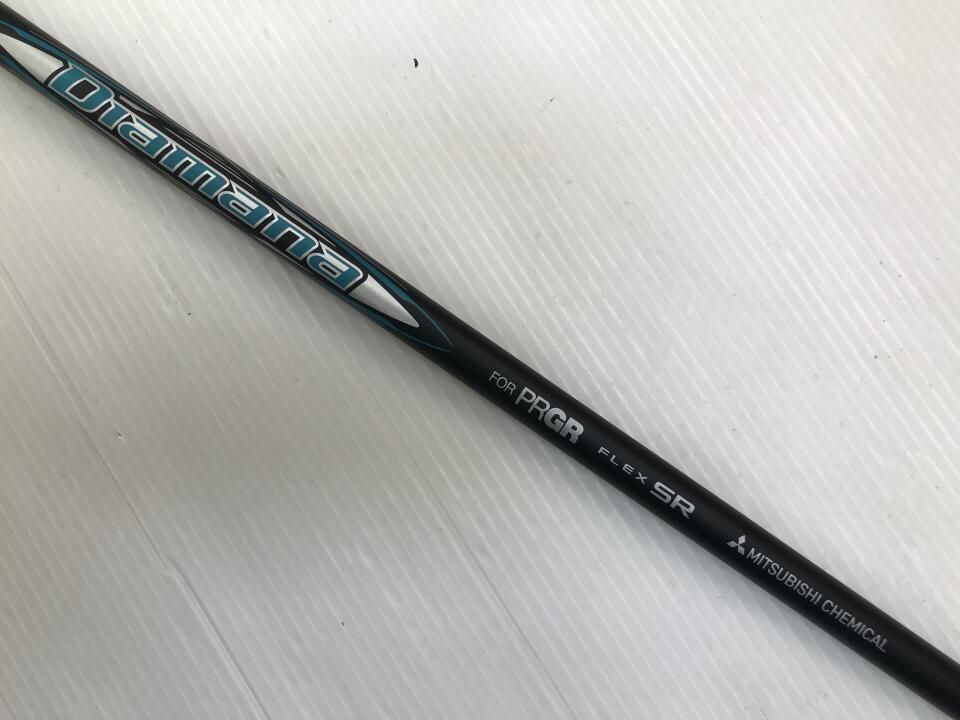 Diamana
FOR PRGR FLEX SR MITSUBISHI CHEMICAL